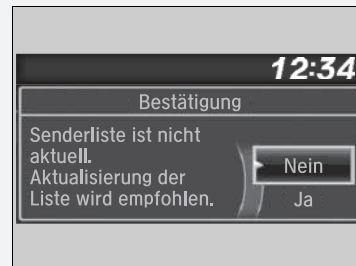 12:34
Bestätigung
Senderliste ist nicht
aktuell.
Aktualisierung der
Liste wird empfohlen.
Nein
Ja